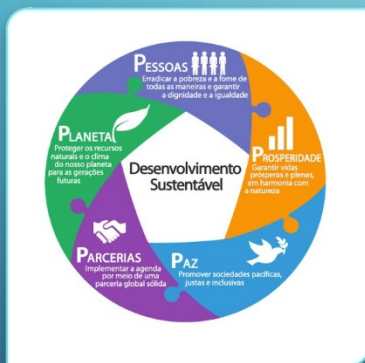 PESSOAS
Erradicar a pobreza e a fome de
todas as maneiras e garantir
a dignidade e a igualdade
PROSPERIDADE
Garantir vidas
prósperas e plenas,
em harmonia com
a natureza
PAZ
Promover sociedades pacíficas,
justas e inclusivas
PARCERIAS
Implementar a agenda
por meio de uma
parceria global sólida
PLANETA
Proteger os recursos
naturais e o clima
do nosso planeta
para as gerações
futuras
Desenvolvimento
Sustentável